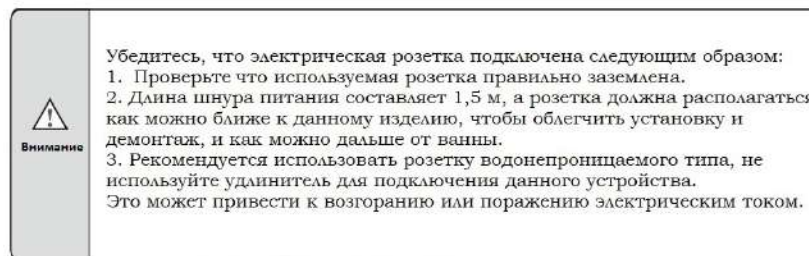 Внимание
Убедитесь, что электрическая розетка подключена следующим образом:
1. Проверьте что используемая розетка правильно заземлена.
2. Длина шнура питания составляет 1,5 м, а розетка должна располагаться
как можно ближе к данному изделию, чтобы облегчить установку и
демонтаж, и как можно дальше от ванны.
3. Рекомендуется использовать розетку водонепроницаемого типа, не
используйте удлинитель для подключения данного устройства.
Это может привести к возгоранию или поражению электрическим током.